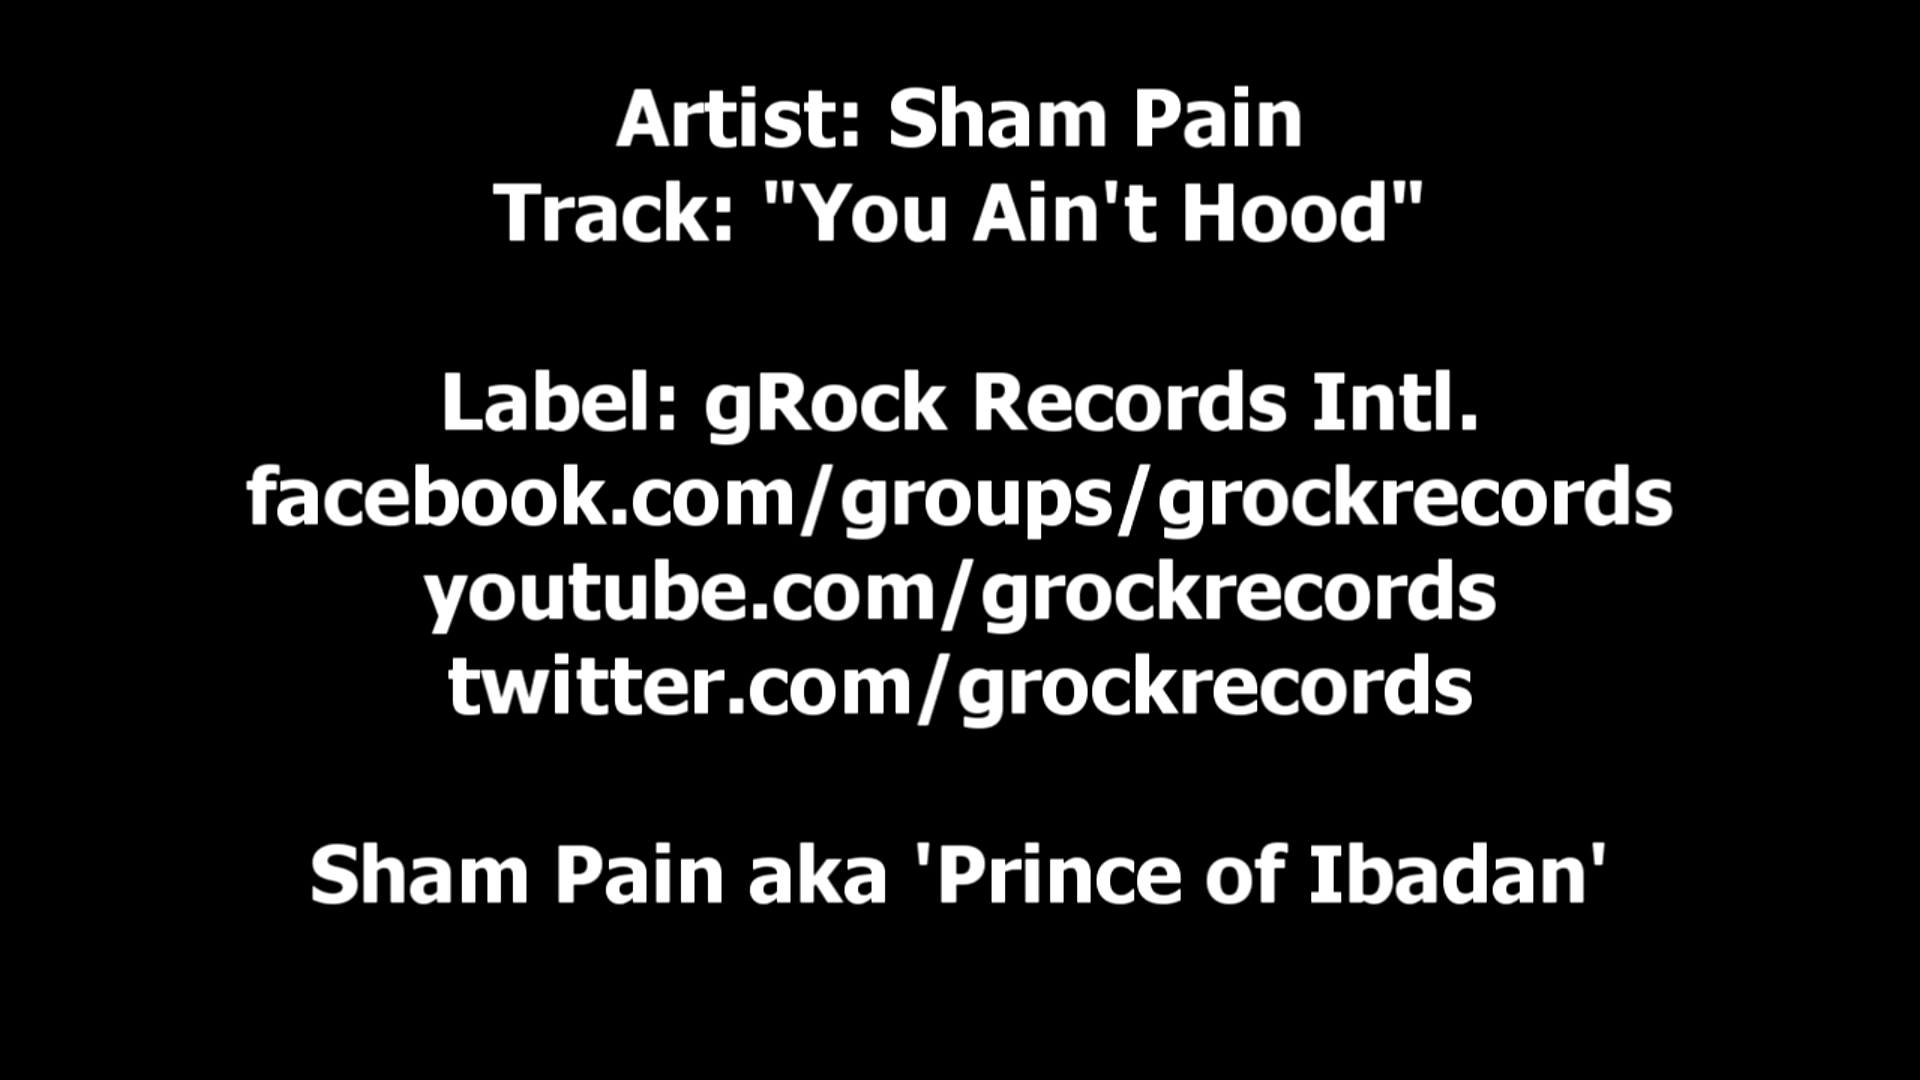 Artist: Sham Pain
Track: "You Ain't Hood"
Label: gRock Records Intl.
facebook.com/groups/grockrecords
youtube.com/grockrecords
twitter.com/grockrecords
Sham Pain aka 'Prince of Ibadan'